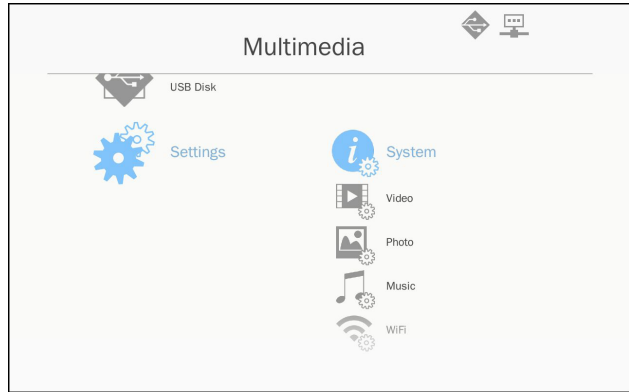 Multimedia
USB Disk
Settings
System
Video
Photo
Music
WiFi